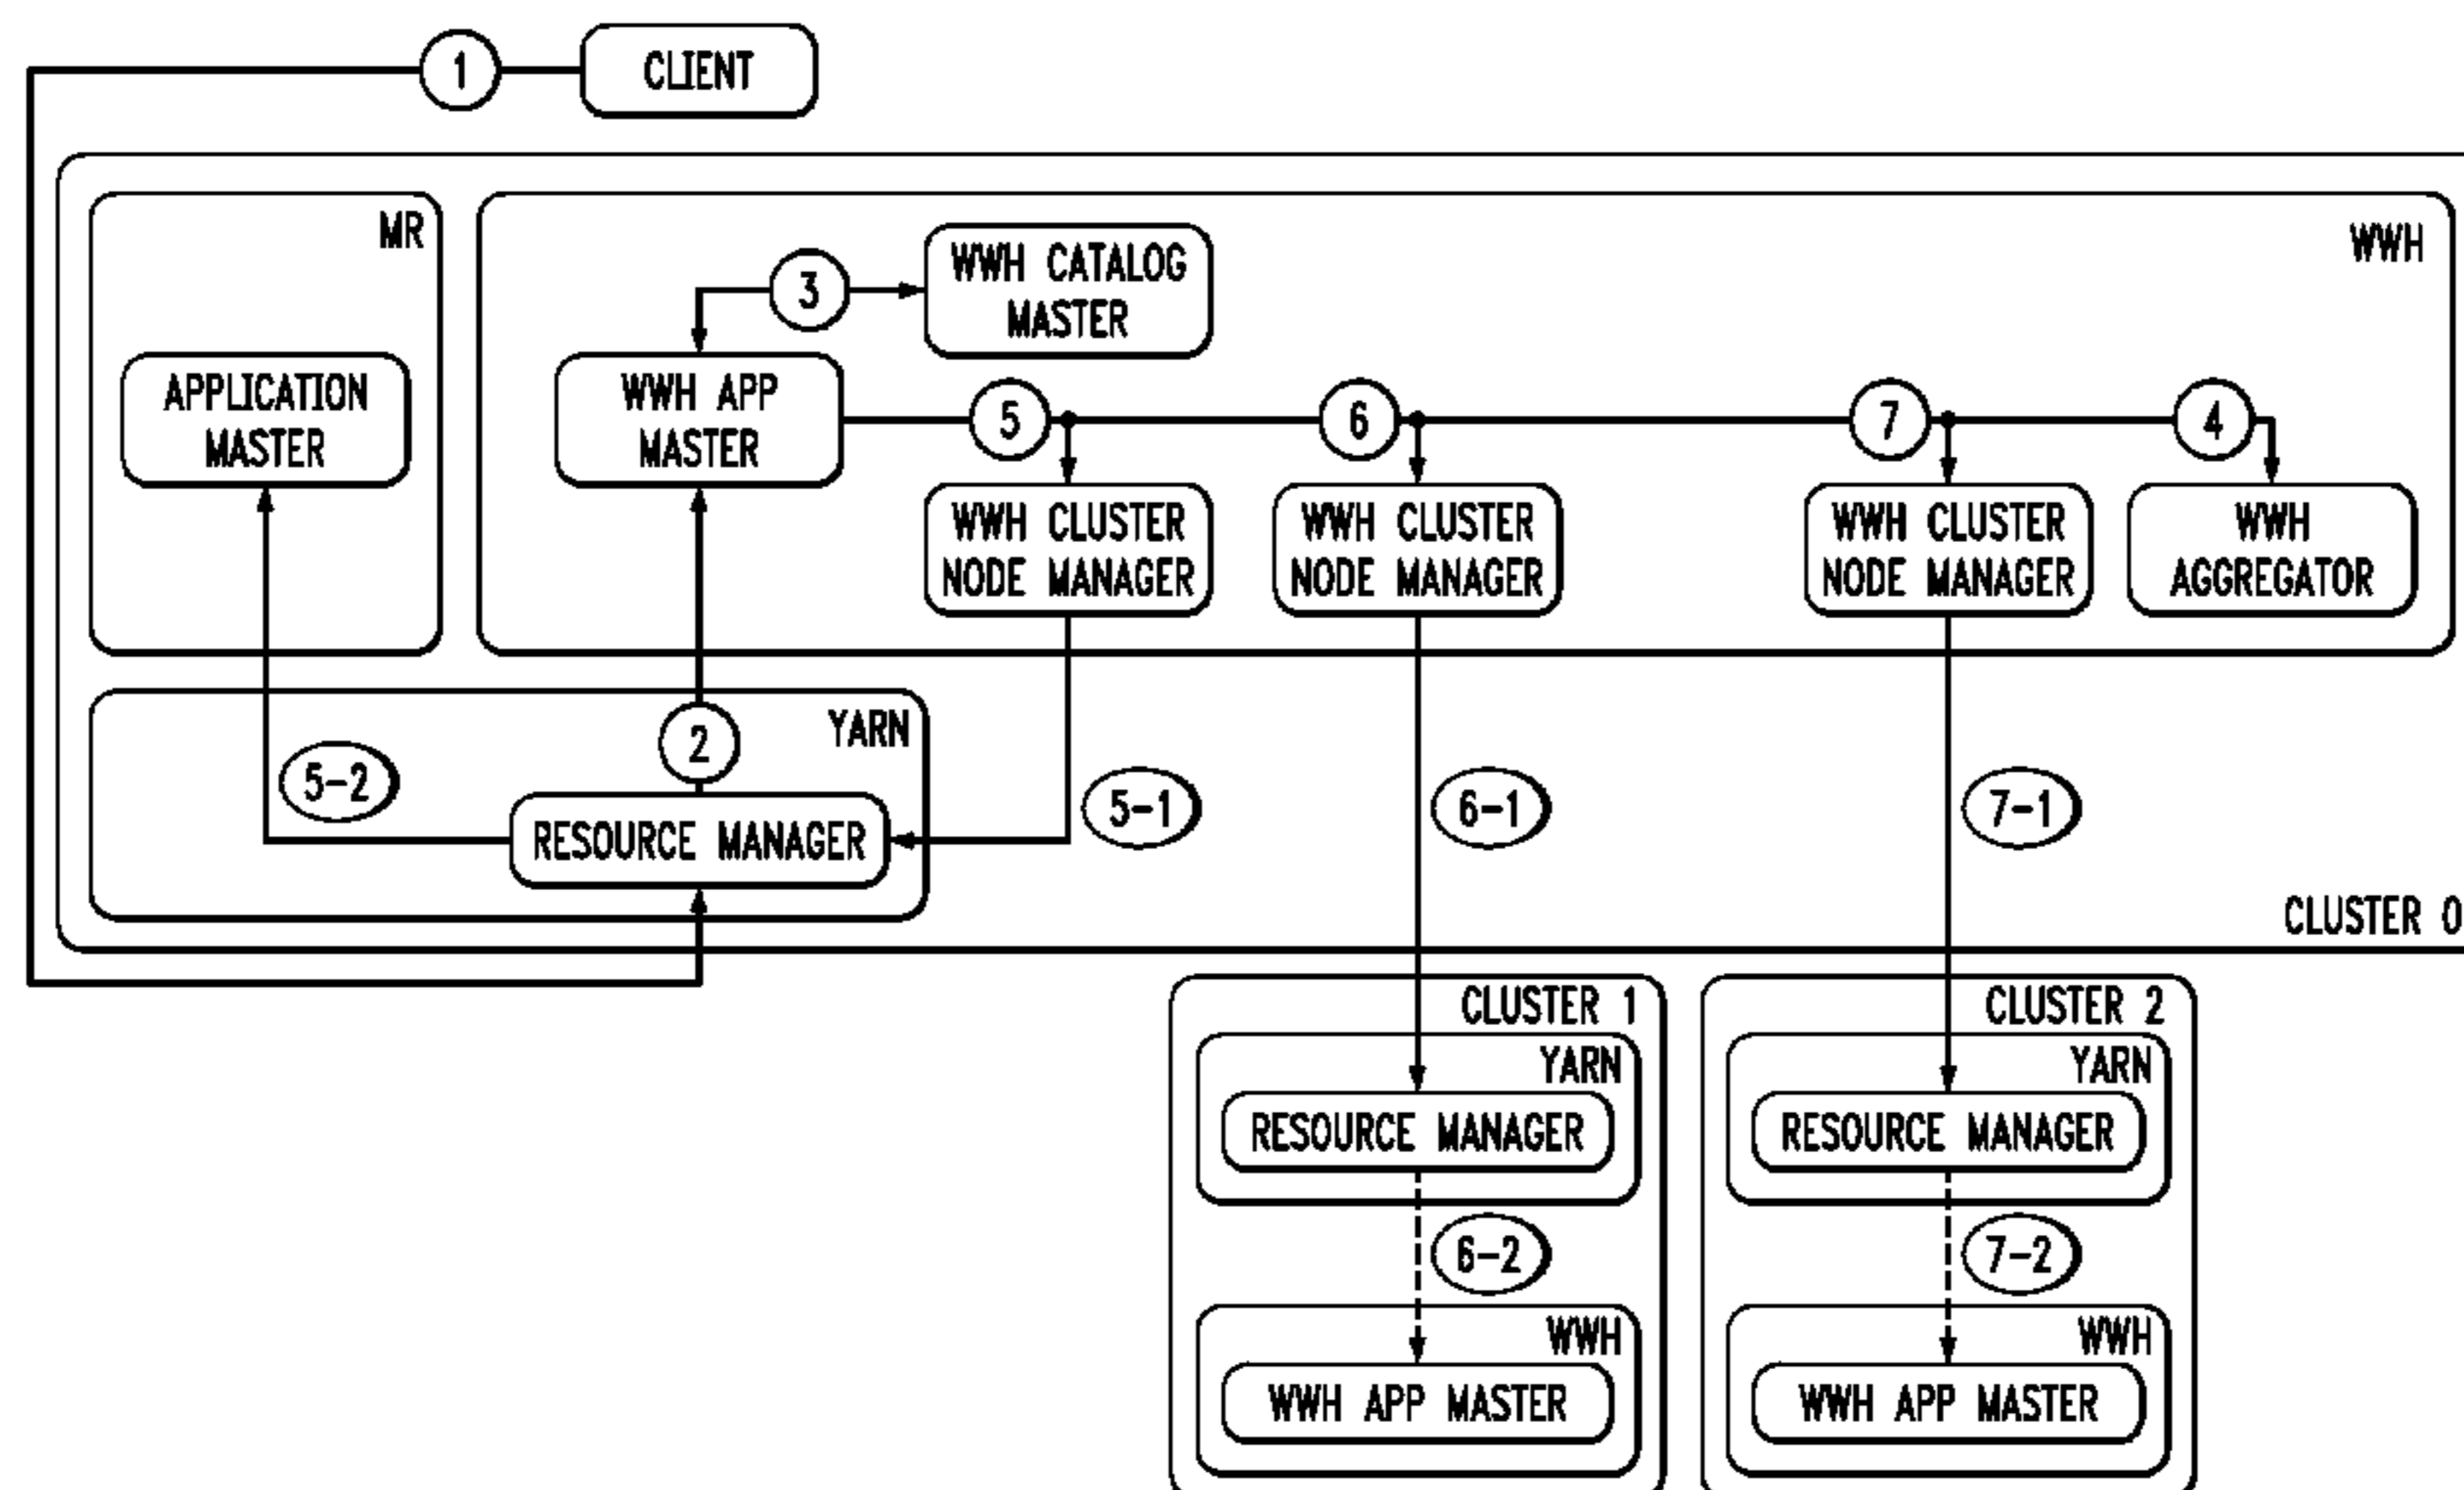 1
CLIENT
MR
WWH
3
WWH CATALOG
MASTER
APPLICATION
MASTER
WWH APP
MASTER
5
6
7
4
WWH CLUSTER
NODE MANAGER
WWH CLUSTER
NODE MANAGER
WWH CLUSTER
NODE MANAGER
WWH
AGGREGATOR
YARN
2
5-2
5-1
6-1
7-1
RESOURCE MANAGER
CLUSTER 0
CLUSTER 1
YARN
RESOURCE MANAGER
6-2
WWH
WWH APP MASTER
CLUSTER 2
YARN
RESOURCE MANAGER
7-2
WWH
WWH APP MASTER